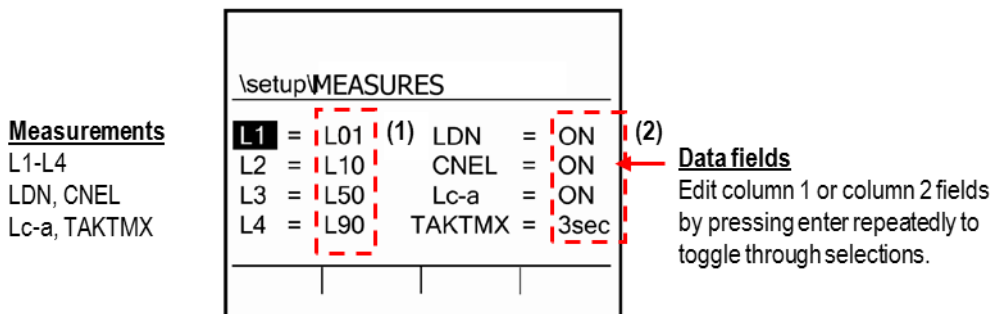 \setup\MEASURES
Measurements
L1-L4
LDN, CNEL
Lc-a, TAKTMX
L1 = L01 (1) LDN = ON (2)
L2 = L10 CNEL = ON
L3 = L50 Lc-a = ON
L4 = L90 TAKTMX = 3sec
Data fields
Edit column 1 or column 2 fields
by pressing enter repeatedly to
toggle through selections.